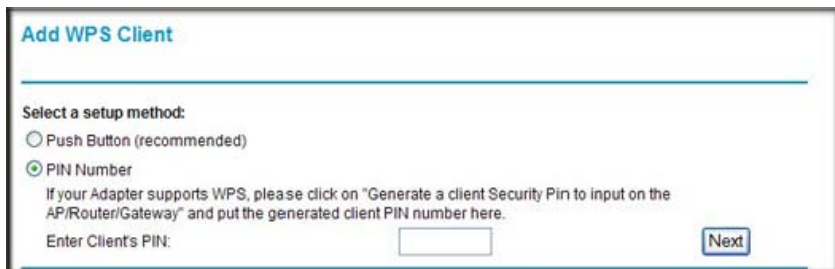 Add WPS Client
Select a setup method:
Push Button (recommended)
PIN Number
If your Adapter supports WPS, please click on "Generate a client Security Pin to input on the
AP/Router/Gateway" and put the generated client PIN number here.
Enter Client's PIN:
Next